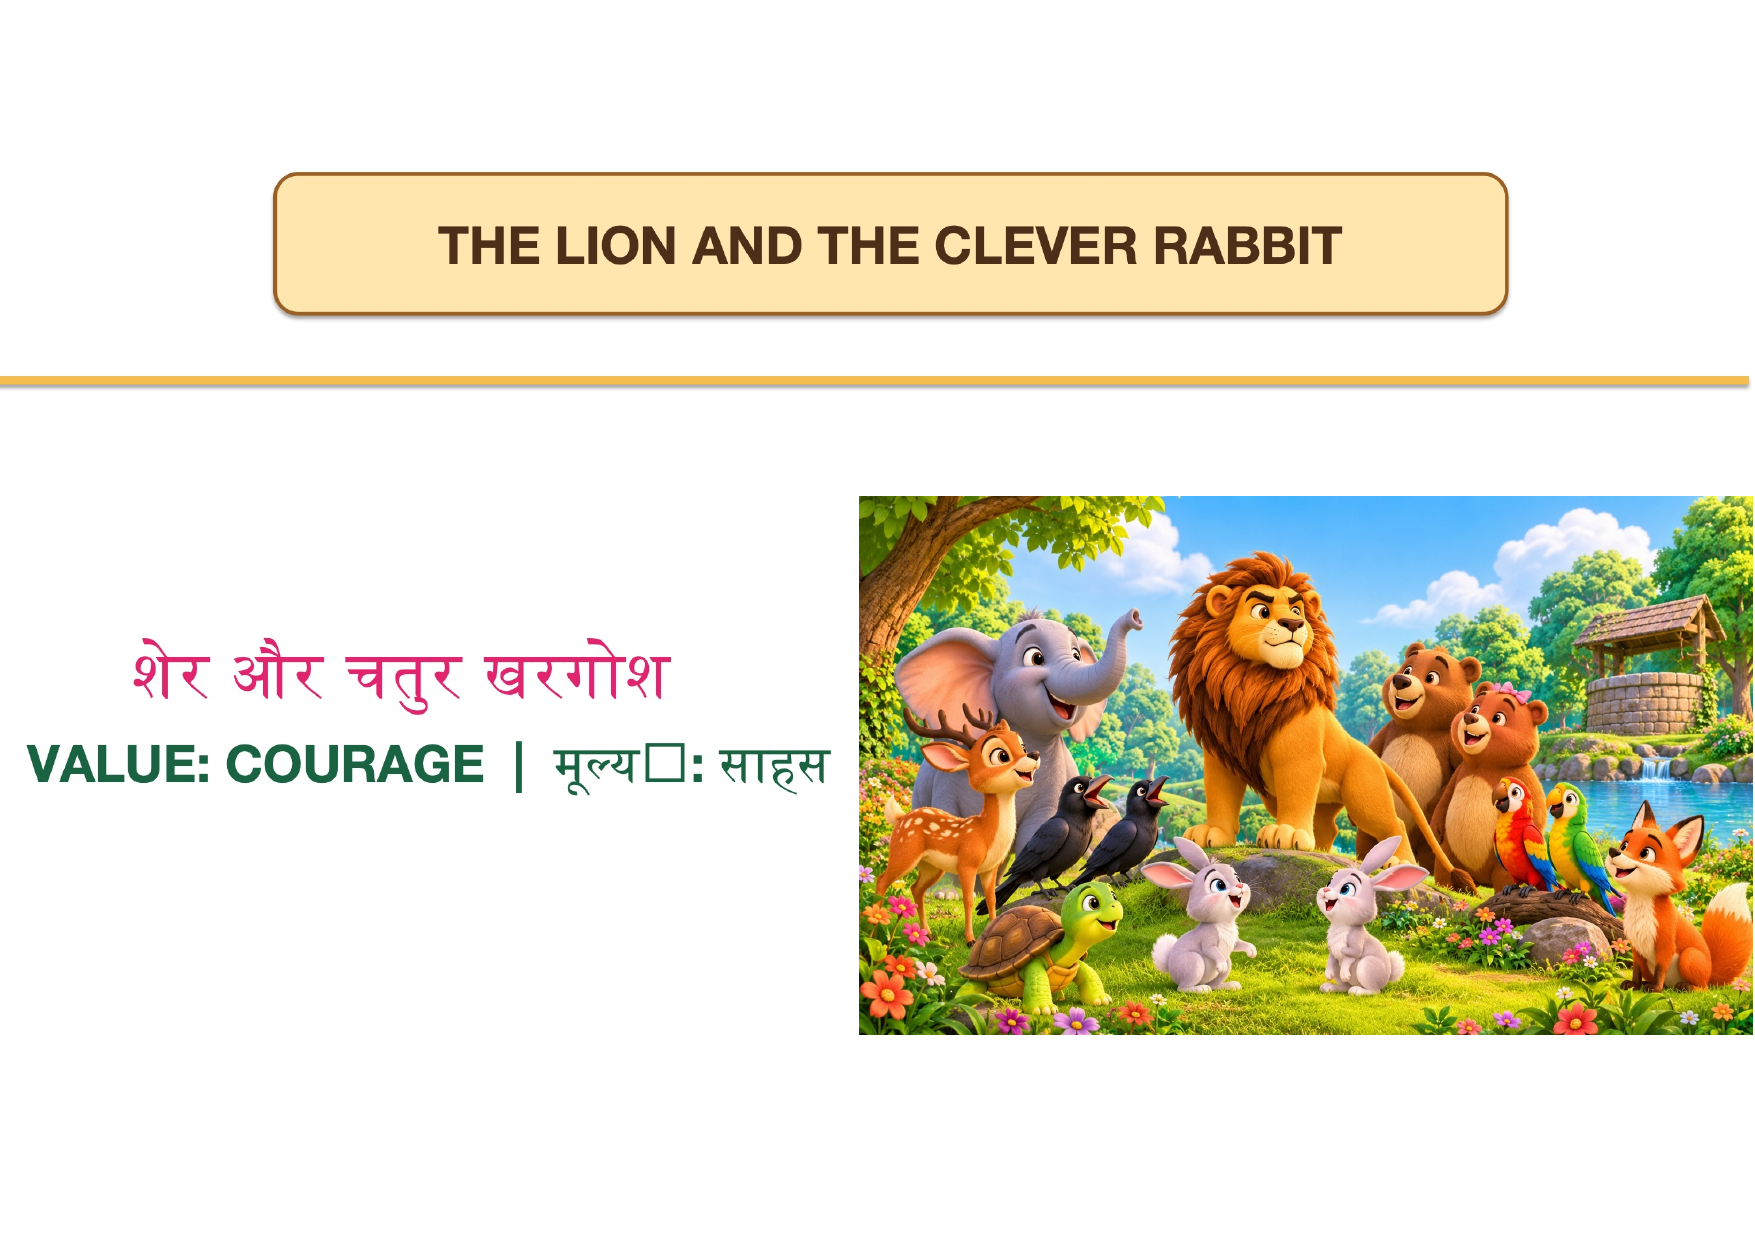 THE LION AND THE CLEVER RABBIT
शेर और चतुर खरगोश
VALUE: COURAGE | मूल्य□: साहस